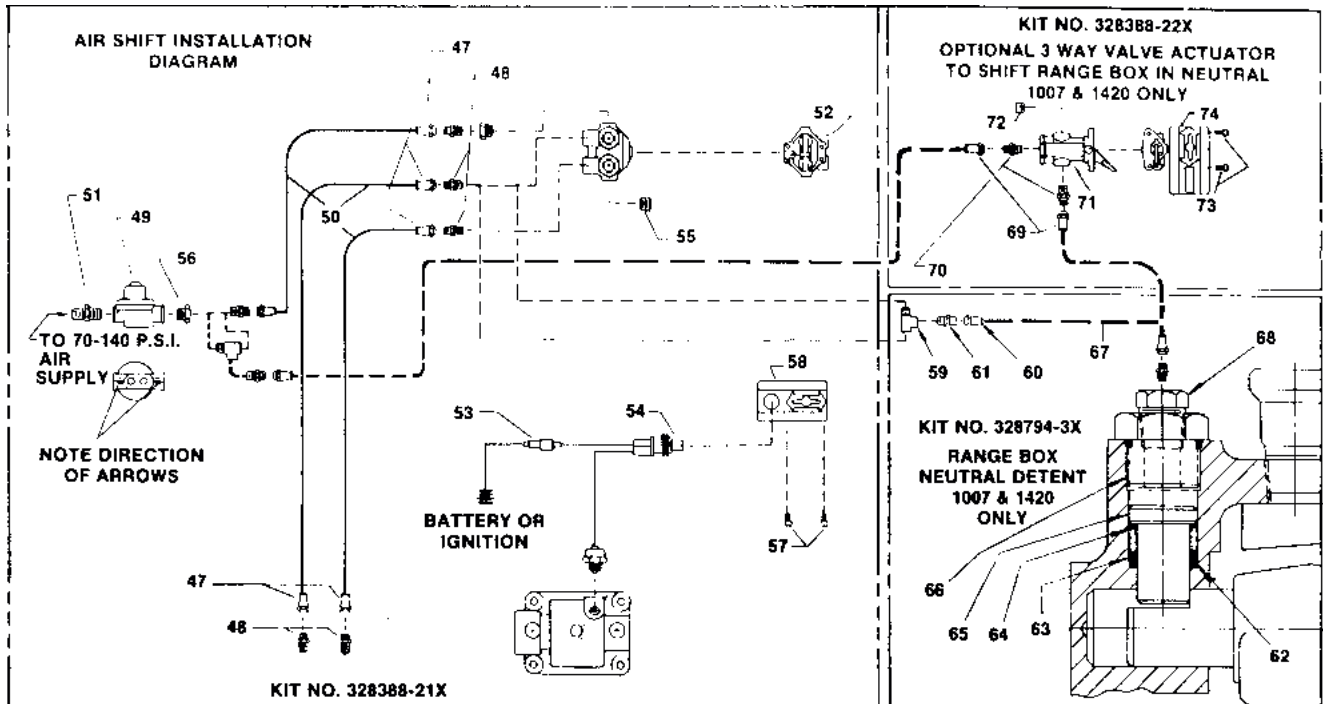 AIR SHIFT INSTALLATION
DIAGRAM
47
48
52
51
49
56
50
55
TO 70-140 P.S.I.
AIR
SUPPLY
NOTE DIRECTION
OF ARROWS
53
54
58
BATTERY OR
IGNITION
57
47
48
KIT NO. 328388-21X
KIT NO. 328388-22X
OPTIONAL 3 WAY VALVE ACTUATOR
TO SHIFT RANGE BOX IN NEUTRAL
1007 & 1420 ONLY
72
74
71
73
69
70
59
61
60
67
68
KIT NO. 328794-3X
RANGE BOX
NEUTRAL DETENT
1007 & 1420
ONLY
66
65
64
63
62